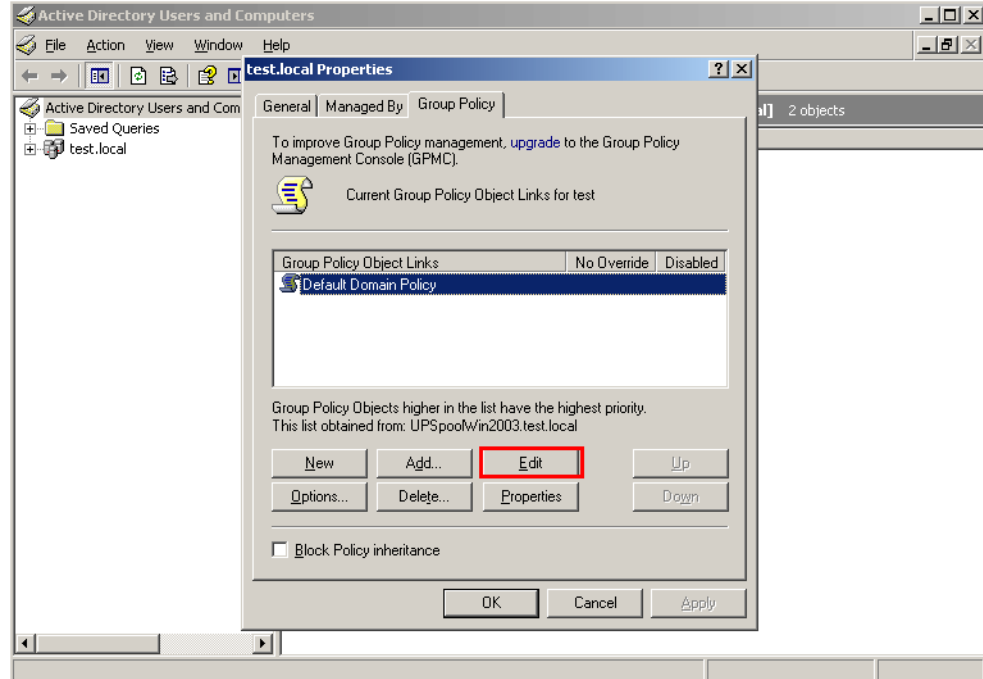 Active Directory Users and Computers
File Action View Window Help
test.local Properties
Active Directory Users and Com
Saved Queries
test.local
al] 2 objects
General Managed By Group Policy
To improve Group Policy management, upgrade to the Group Policy
Management Console (GPMC).
Current Group Policy Object Links for test
Group Policy Object Links No Override Disabled
Default Domain Policy
Group Policy Objects higher in the list have the highest priority.
This list obtained from: UPSpoolWin2003.test.local
New Add... Edit Up
Options... Delete... Properties Down
Block Policy inheritance
OK Cancel Apply